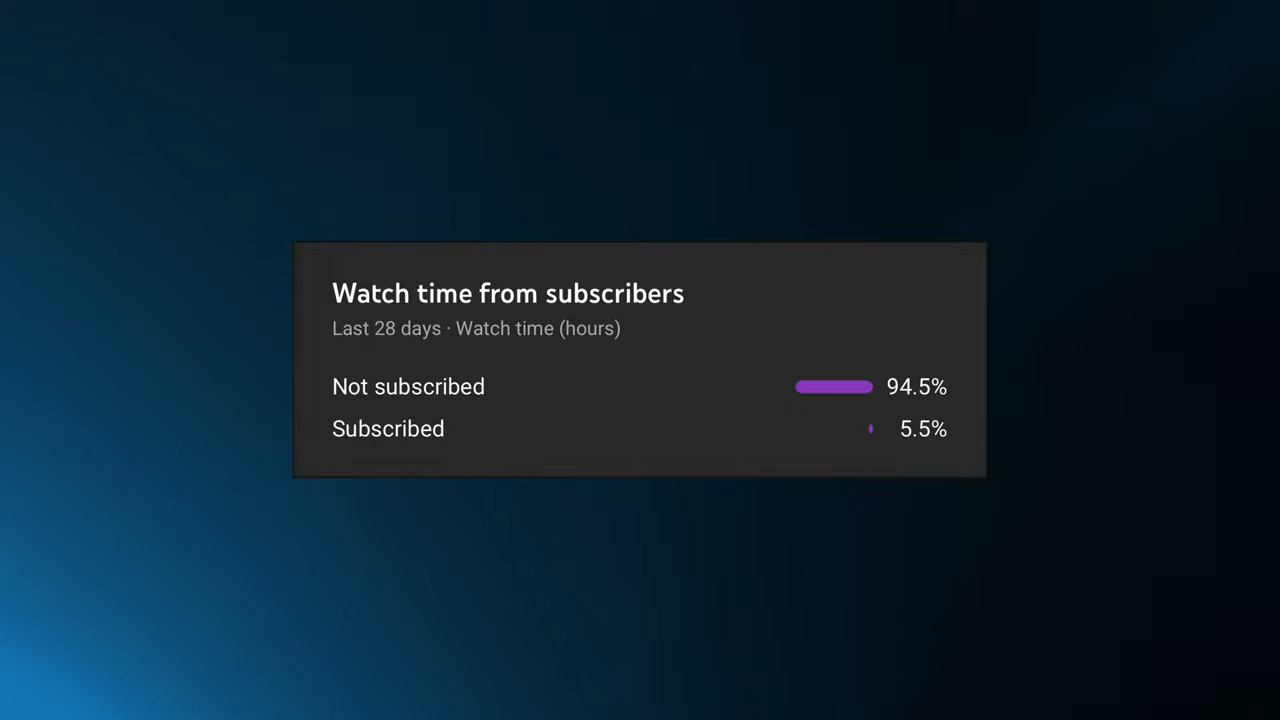 Watch time from subscribers
Last 28 days · Watch time (hours)
Not subscribed 94.5%
Subscribed 5.5%